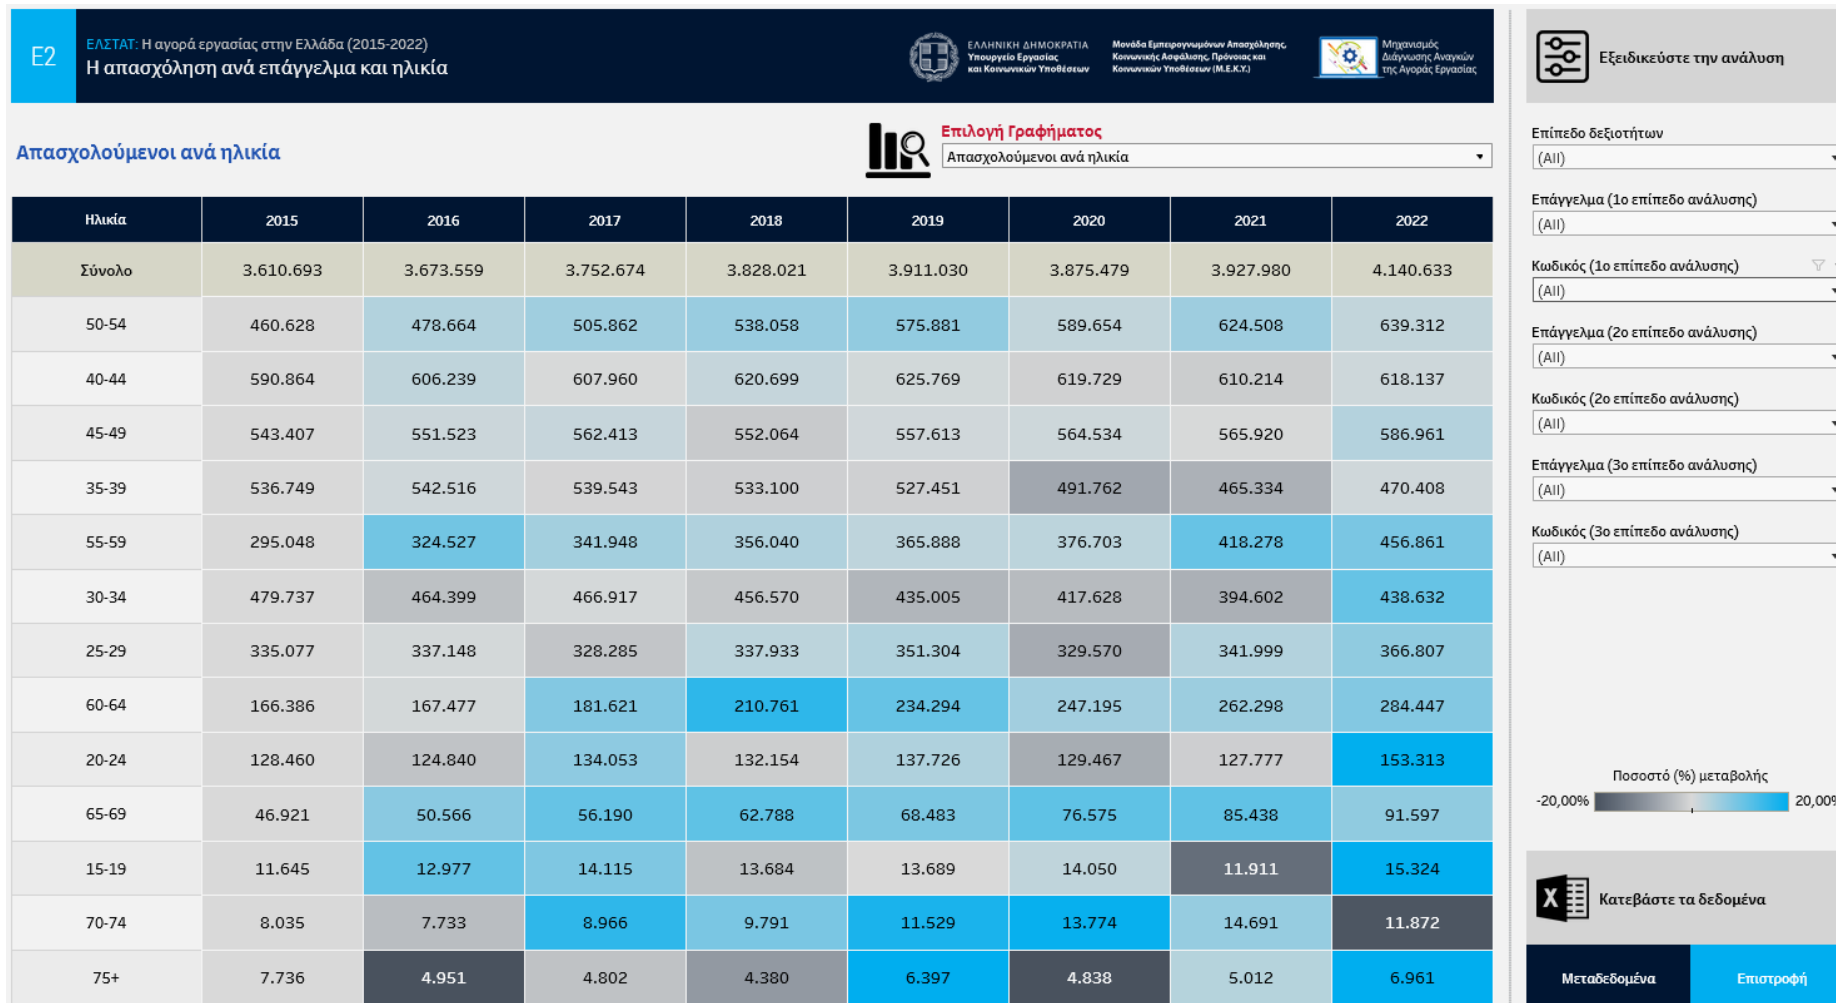 E2
ΕΛΣΤΑΤ: Η αγορά εργασίας στην Ελλάδα (2015-2022)
Η απασχόληση ανά επάγγελμα και ηλικία
ΕΛΛΗΝΙΚΗ ΔΗΜΟΚΡΑΤΙΑ
Υπουργείο Εργασίας
και Κοινωνικών Υποθέσεων
Μονάδα Εμπειρογνωμόνων Απασχόλησης,
Κοινωνικής Ασφάλισης, Πρόνοιας και
Κοινωνικών Υποθέσεων (Μ.Ε.Κ.Υ.)
Μηχανισμός
Διάγνωσης Αναγκών
της Αγοράς Εργασίας
Απασχολούμενοι ανά ηλικία
Επιλογή Γραφήματος
Απασχολούμενοι ανά ηλικία
Ηλικία 2015 2016 2017 2018 2019 2020 2021 2022
Σύνολο 3.610.693 3.673.559 3.752.674 3.828.021 3.911.030 3.875.479 3.927.980 4.140.633
50-54 460.628 478.664 505.862 538.058 575.881 589.654 624.508 639.312
40-44 590.864 606.239 607.960 620.699 625.769 619.729 610.214 618.137
45-49 543.407 551.523 562.413 552.064 557.613 564.534 565.920 586.961
35-39 536.749 542.516 539.543 533.100 527.451 491.762 465.334 470.408
55-59 295.048 324.527 341.948 356.040 365.888 376.703 418.278 456.861
30-34 479.737 464.399 466.917 456.570 435.005 417.628 394.602 438.632
25-29 335.077 337.148 328.285 337.933 351.304 329.570 341.999 366.807
60-64 166.386 167.477 181.621 210.761 234.294 247.195 262.298 284.447
20-24 128.460 124.840 134.053 132.154 137.726 129.467 127.777 153.313
65-69 46.921 50.566 56.190 62.788 68.483 76.575 85.438 91.597
15-19 11.645 12.977 14.115 13.684 13.689 14.050 11.911 15.324
70-74 8.035 7.733 8.966 9.791 11.529 13.774 14.691 11.872
75+ 7.736 4.951 4.802 4.380 6.397 4.838 5.012 6.961
Εξειδικεύστε την ανάλυση
Επίπεδο δεξιοτήτων
(All)
Επάγγελμα (1ο επίπεδο ανάλυσης)
(All)
Κωδικός (1ο επίπεδο ανάλυσης)
(All)
Επάγγελμα (2ο επίπεδο ανάλυσης)
(All)
Κωδικός (2ο επίπεδο ανάλυσης)
(All)
Επάγγελμα (3ο επίπεδο ανάλυσης)
(All)
Κωδικός (3ο επίπεδο ανάλυσης)
(All)
Ποσοστό (%) μεταβολής
-20,00% 20,00%
Κατεβάστε τα δεδομένα
Μεταδεδομένα Επιστροφή